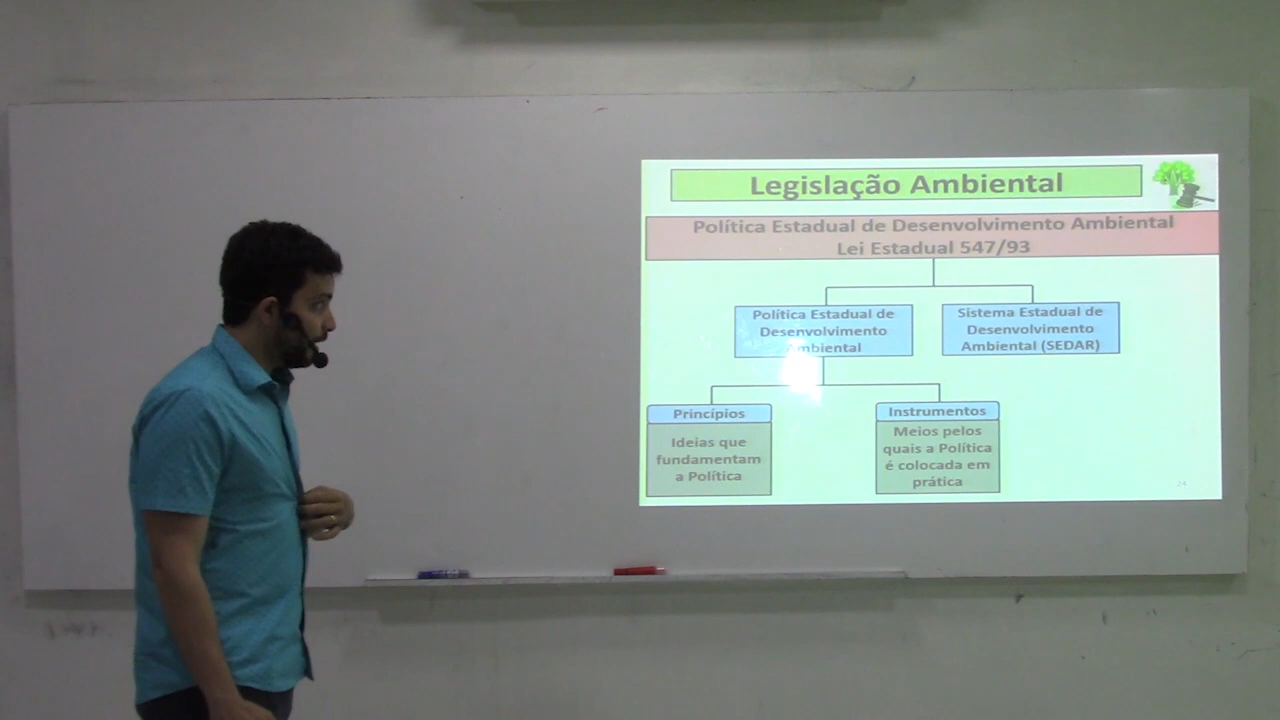 Legislação Ambiental
Política Estadual de Desenvolvimento Ambiental
Lei Estadual 547/93
Política Estadual de
Desenvolvimento
Ambiental
Sistema Estadual de
Desenvolvimento
Ambiental (SEDAR)
Princípios
Ideias que
fundamentam
a Política
Instrumentos
Meios pelos
quais a Política
é colocada em
prática
24